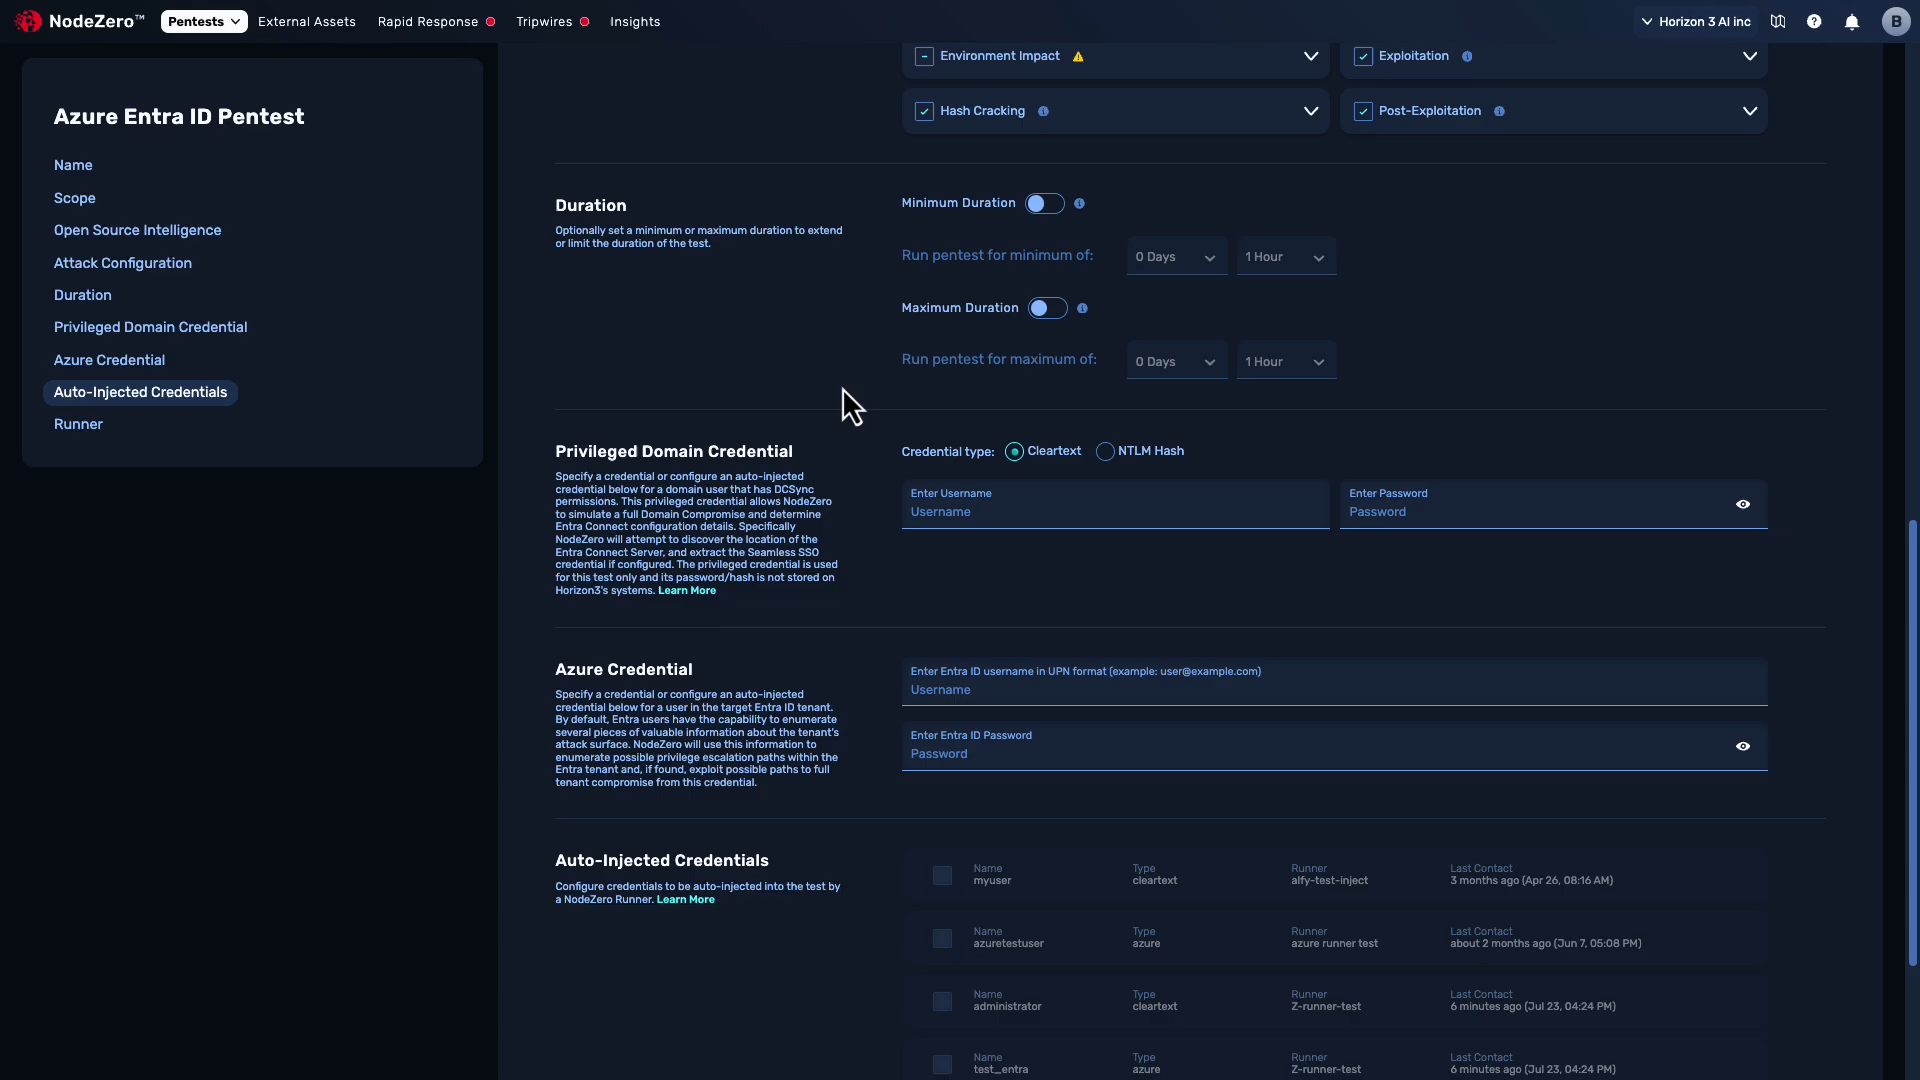 NodeZero™
Pentests
External Assets
Rapid Response
Tripwires
Insights
Horizon 3 AI inc
B
Azure Entra ID Pentest
Name
Scope
Open Source Intelligence
Attack Configuration
Duration
Privileged Domain Credential
Azure Credential
Auto-Injected Credentials
Runner
Environment Impact
Exploitation
Hash Cracking
Post-Exploitation
Duration
Optionally set a minimum or maximum duration to extend
or limit the duration of the test.
Minimum Duration
Run pentest for minimum of:
0 Days
1 Hour
Maximum Duration
Run pentest for maximum of:
0 Days
1 Hour
Privileged Domain Credential
Specify a credential or configure an auto-injected
credential below for a domain user that has DCSync
permissions. This privileged credential allows NodeZero
to simulate a full Domain Compromise and determine
Entra Connect configuration details. Specifically
NodeZero will attempt to discover the location of the
Entra Connect Server, and extract the Seamless SSO
credential if configured. The privileged credential is used
for this test only and its password/hash is not stored on
Horizon3's systems. Learn More
Credential type:
Cleartext
NTLM Hash
Enter Username
Username
Enter Password
Password
Azure Credential
Specify a credential or configure an auto-injected
credential below for a user in the target Entra ID tenant.
By default, Entra users have the capability to enumerate
several pieces of valuable information about the tenant's
attack surface. NodeZero will use this information to
enumerate possible privilege escalation paths within the
Entra tenant and, if found, exploit possible paths to full
tenant compromise from this credential.
Enter Entra ID username in UPN format (example: user@example.com)
Username
Enter Entra ID Password
Password
Auto-Injected Credentials
Configure credentials to be auto-injected into the test by
a NodeZero Runner. Learn More
Name
myuser
Type
cleartext
Runner
alfy-test-inject
Last Contact
3 months ago (Apr 26, 08:16 AM)
Name
azuretestuser
Type
azure
Runner
azure runner test
Last Contact
about 2 months ago (Jun 7, 05:08 PM)
Name
administrator
Type
cleartext
Runner
Z-runner-test
Last Contact
6 minutes ago (Jul 23, 04:24 PM)
Name
test_entra
Type
azure
Runner
Z-runner-test
Last Contact
6 minutes ago (Jul 23, 04:24 PM)